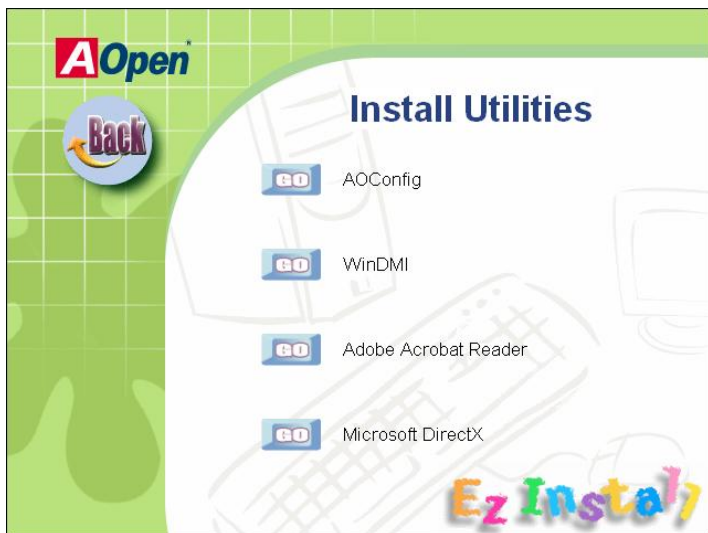 AOpen
Back
Install Utilities
GO AOConfig
GO WinDMI
GO Adobe Acrobat Reader
GO Microsoft DirectX
Ez Install